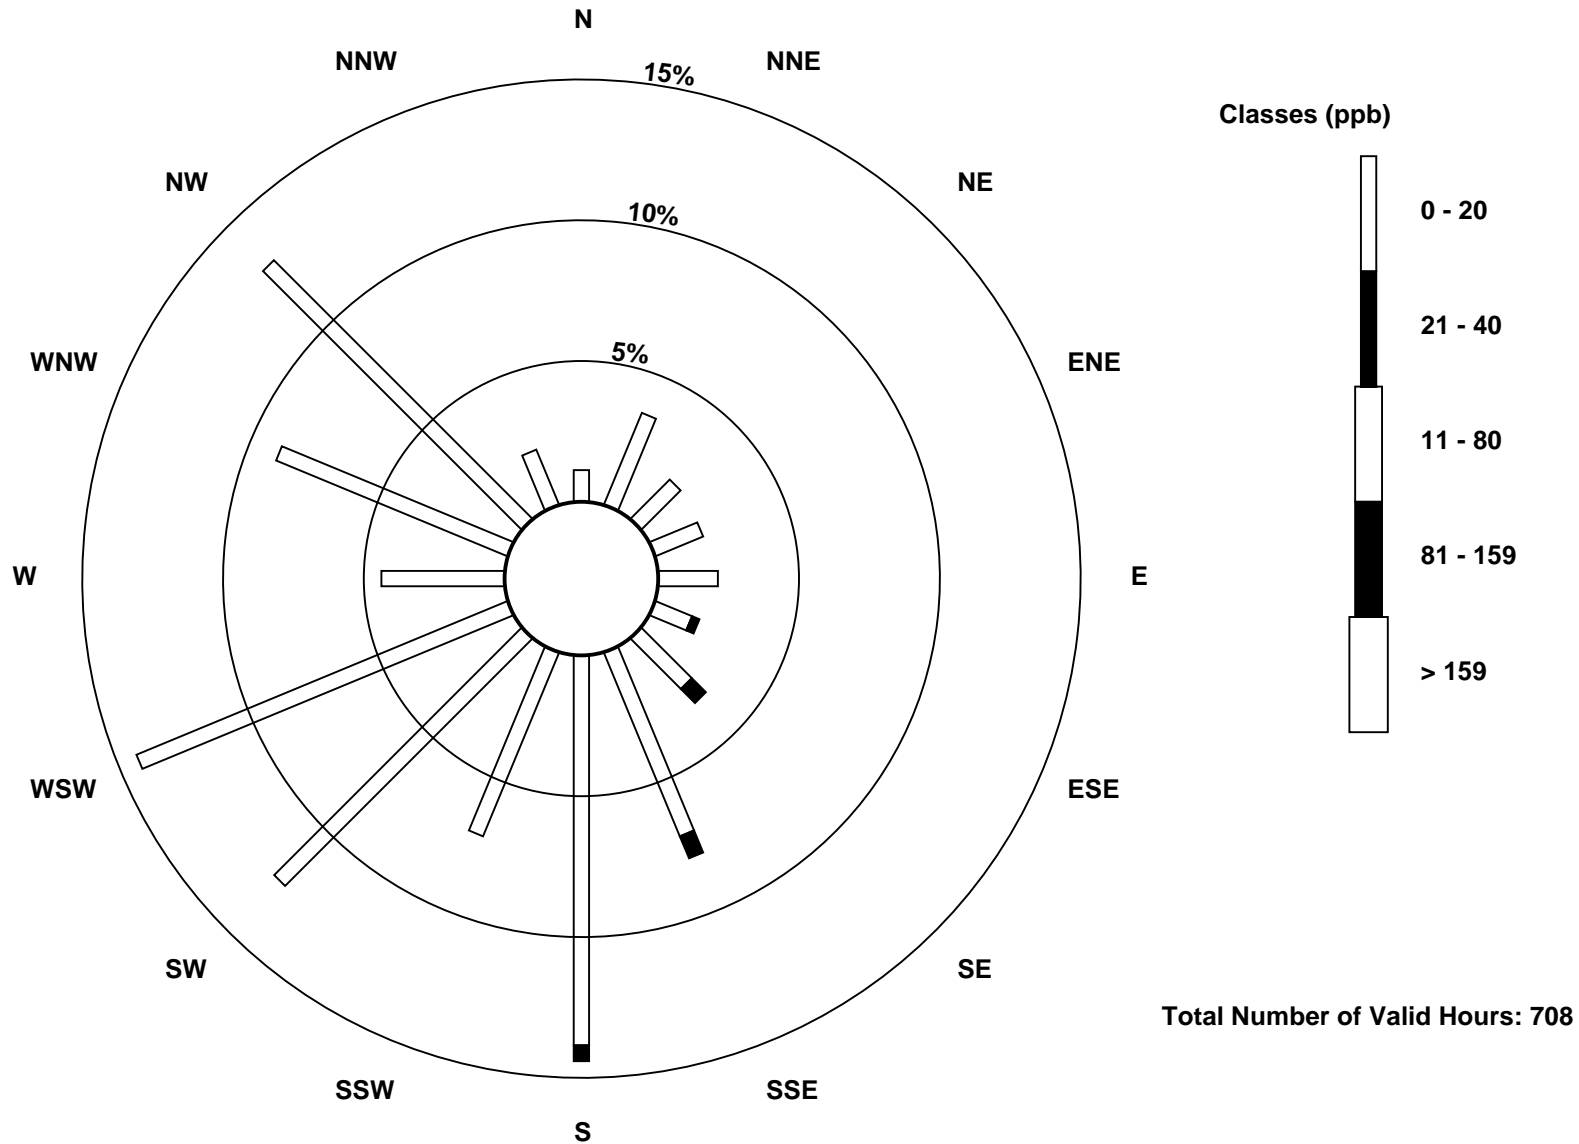 N
NNW
NNE
15%
Classes (ppb)
NW
NE
0 - 20
10%
21 - 40
5%
WNW
ENE
11 - 80
81 - 159
W
E
> 159
WSW
ESE
SW
SE
Total Number of Valid Hours: 708
SSW
SSE
S